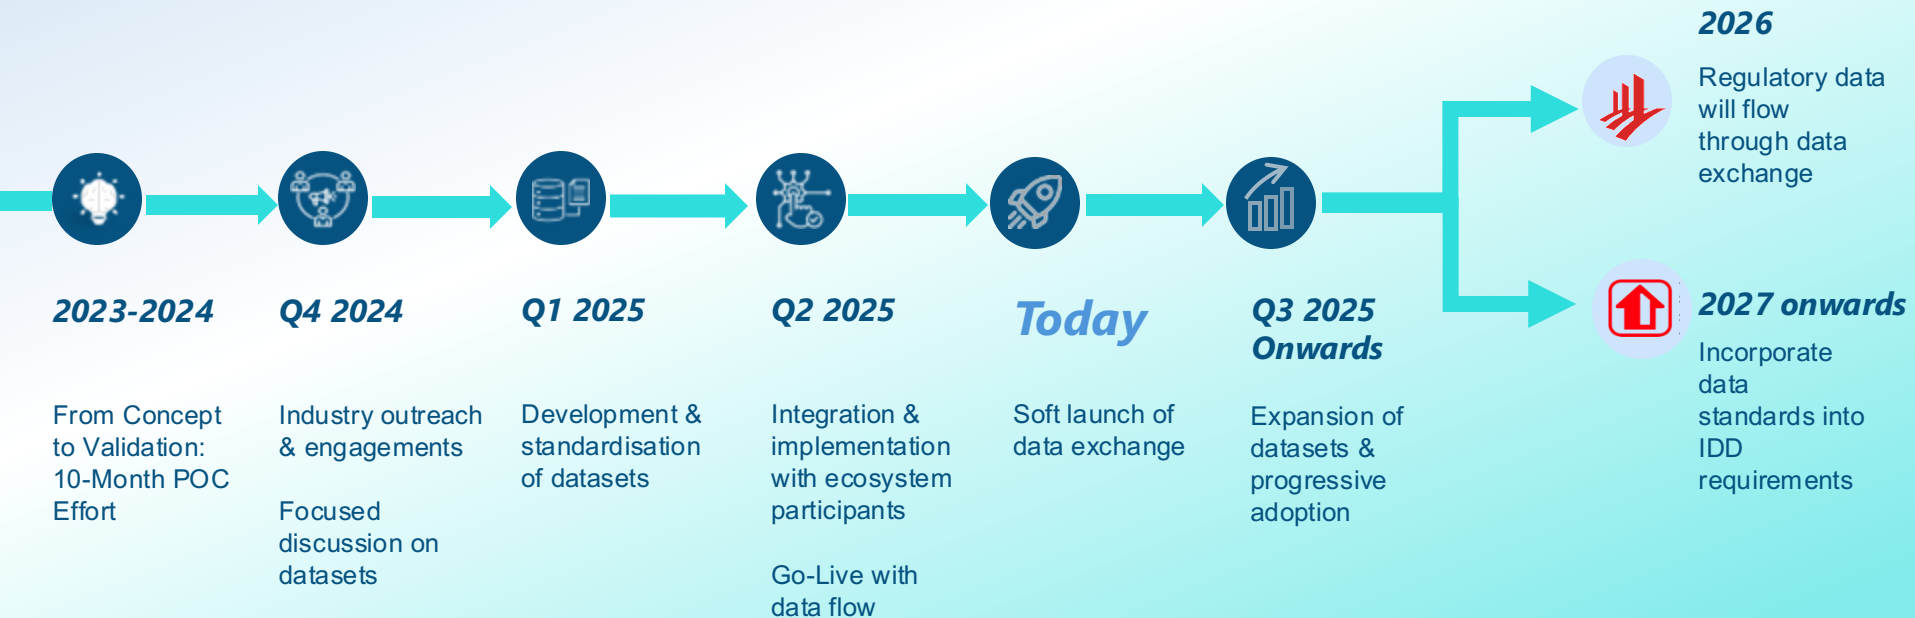 2023-2024
From Concept
to Validation:
10-Month POC
Effort
Q4 2024
Industry outreach
& engagements
Focused
discussion on
datasets
Q1 2025
Development &
standardisation
of datasets
Q2 2025
Integration &
implementation
with ecosystem
participants
Go-Live with
data flow
Today
Soft launch of
data exchange
Q3 2025
Onwards
Expansion of
datasets &
progressive
adoption
2026
Regulatory data
will flow
through data
exchange
2027 onwards
Incorporate
data
standards into
IDD
requirements